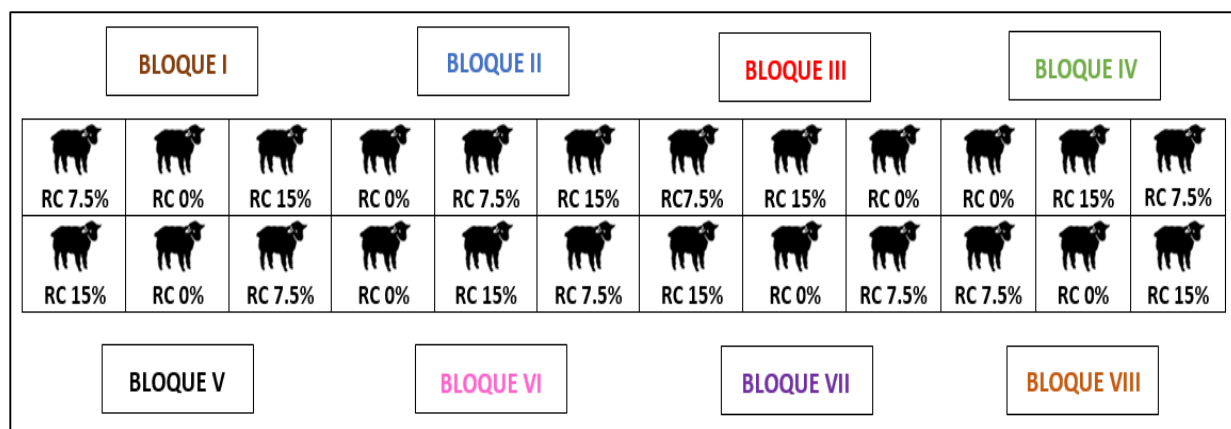 BLOQUE I BLOQUE II BLOQUE III BLOQUE IV
RC 7.5% RC 0% RC 15% RC 0% RC 7.5% RC 15% RC7.5% RC 15% RC 0% RC 0% RC 15% RC 7.5%
RC 15% RC 0% RC 7.5% RC 0% RC 15% RC 7.5% RC 15% RC 0% RC 7.5% RC 7.5% RC 0% RC 15%
BLOQUE V BLOQUE VI BLOQUE VII BLOQUE VIII